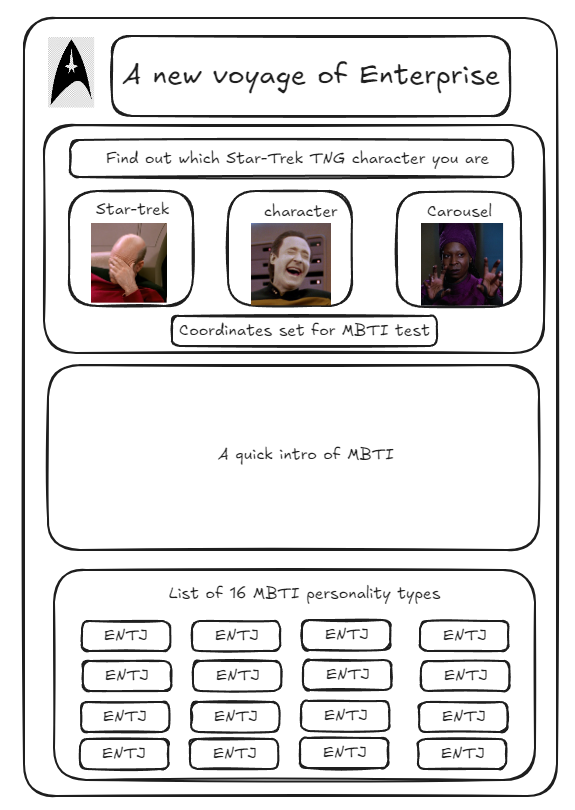 A new voyage of Enterprise
Find out which Star-Trek TNG character you are
Star-trek
character
Carousel
Coordinates set for MBTI test
A quick intro of MBTI
List of 16 MBTI personality types
ENTJ ENTJ ENTJ ENTJ
ENTJ ENTJ ENTJ ENTJ
ENTJ ENTJ ENTJ ENTJ
ENTJ ENTJ ENTJ ENTJ